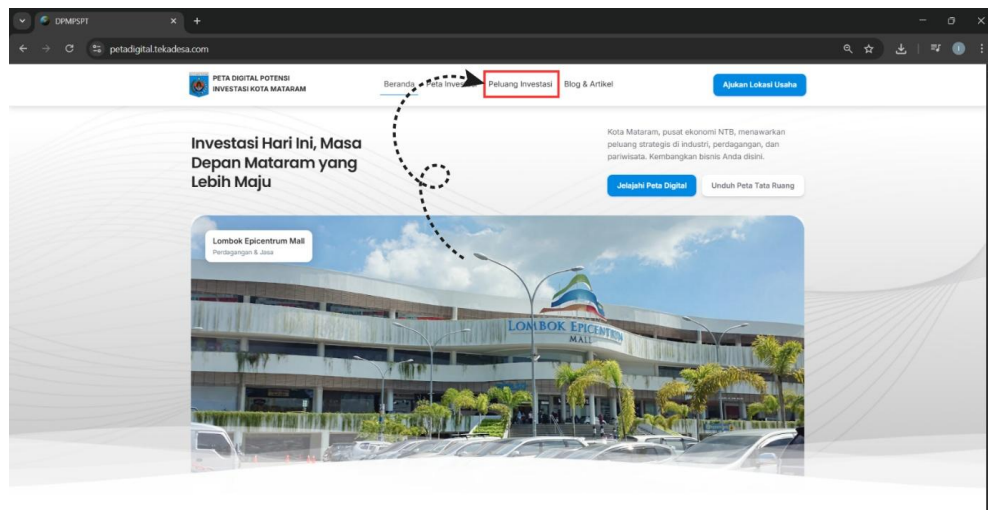 DPMPSPT
petadigital.tekadesa.com
PETA DIGITAL POTENSI
INVESTASI KOTA MATARAM
Beranda Peta Investasi Peluang Investasi Blog & Artikel
Ajukan Lokasi Usaha
Investasi Hari Ini, Masa
Depan Mataram yang
Lebih Maju
Kota Mataram, pusat ekonomi NTB, menawarkan
peluang strategis di industri, perdagangan, dan
pariwisata. Kembangkan bisnis Anda disini.
Jelajahi Peta Digital
Unduh Peta Tata Ruang
Lombok Epicentrum Mall
Perdagangan & Jasa
LOMBOK EPICENTRUM
MALL